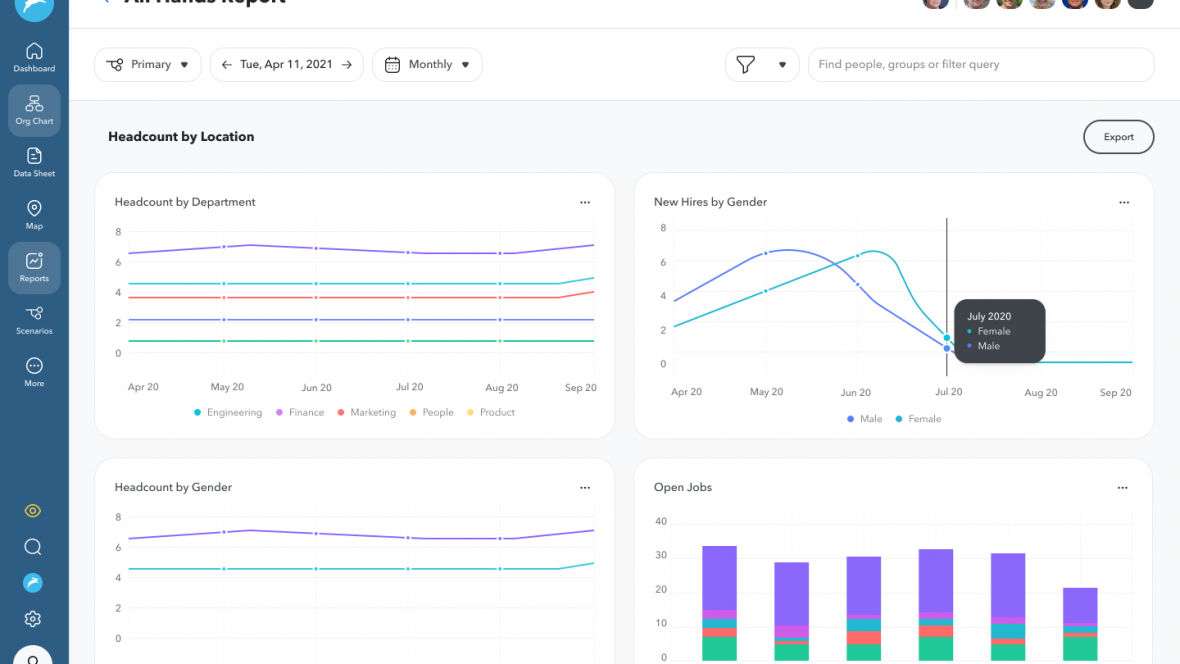 All Hands Report
Dashboard
Org Chart
Data Sheet
Map
Reports
Scenarios
More
Primary
Tue, Apr 11, 2021
Monthly
Find people, groups or filter query
Headcount by Location
Export
Headcount by Department
8
6
4
2
0
Apr 20 May 20 Jun 20 Jul 20 Aug 20 Sep 20
Engineering Finance Marketing People Product
New Hires by Gender
8
6
4
2
0
July 2020
Female
Male
Apr 20 May 20 Jun 20 Jul 20 Aug 20 Sep 20
Male Female
Headcount by Gender
8
6
4
2
0
Open Jobs
40
30
20
10
0